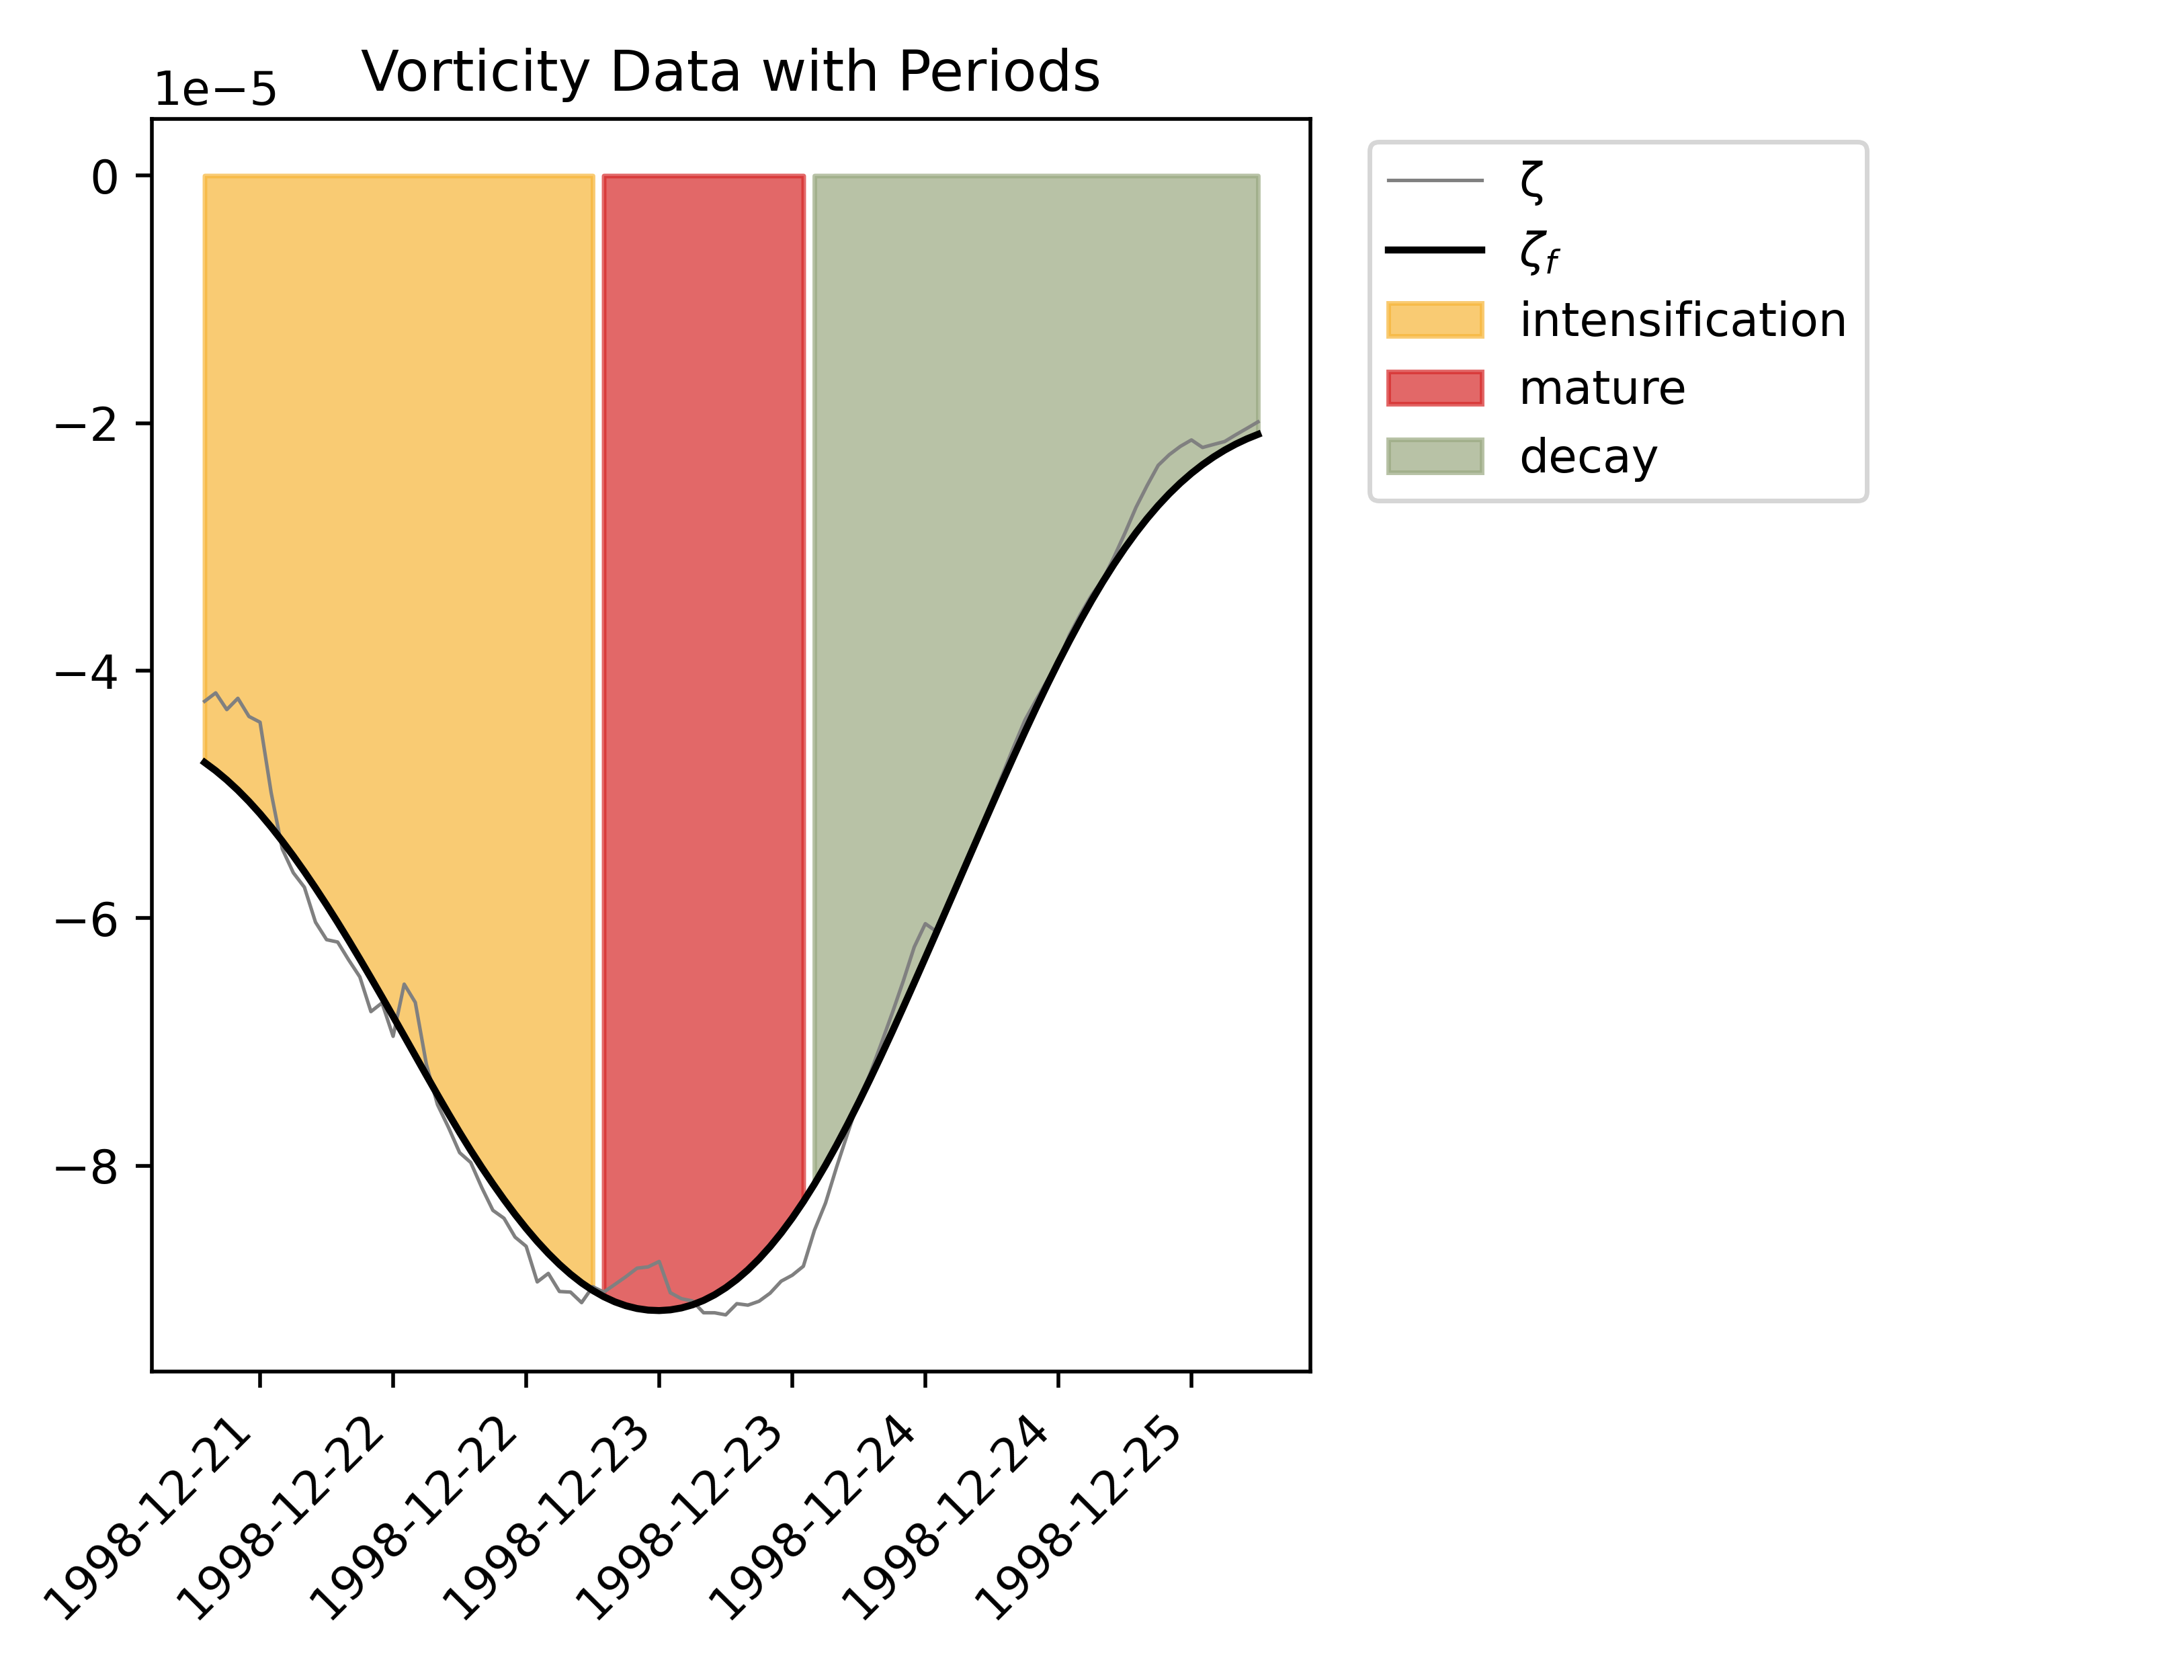 Vorticity Data with Periods
1e−5
0
−2
−4
−6
−8
1998-12-21
1998-12-22
1998-12-22
1998-12-23
1998-12-23
1998-12-24
1998-12-24
1998-12-25
ζ
ζf
intensification
mature
decay